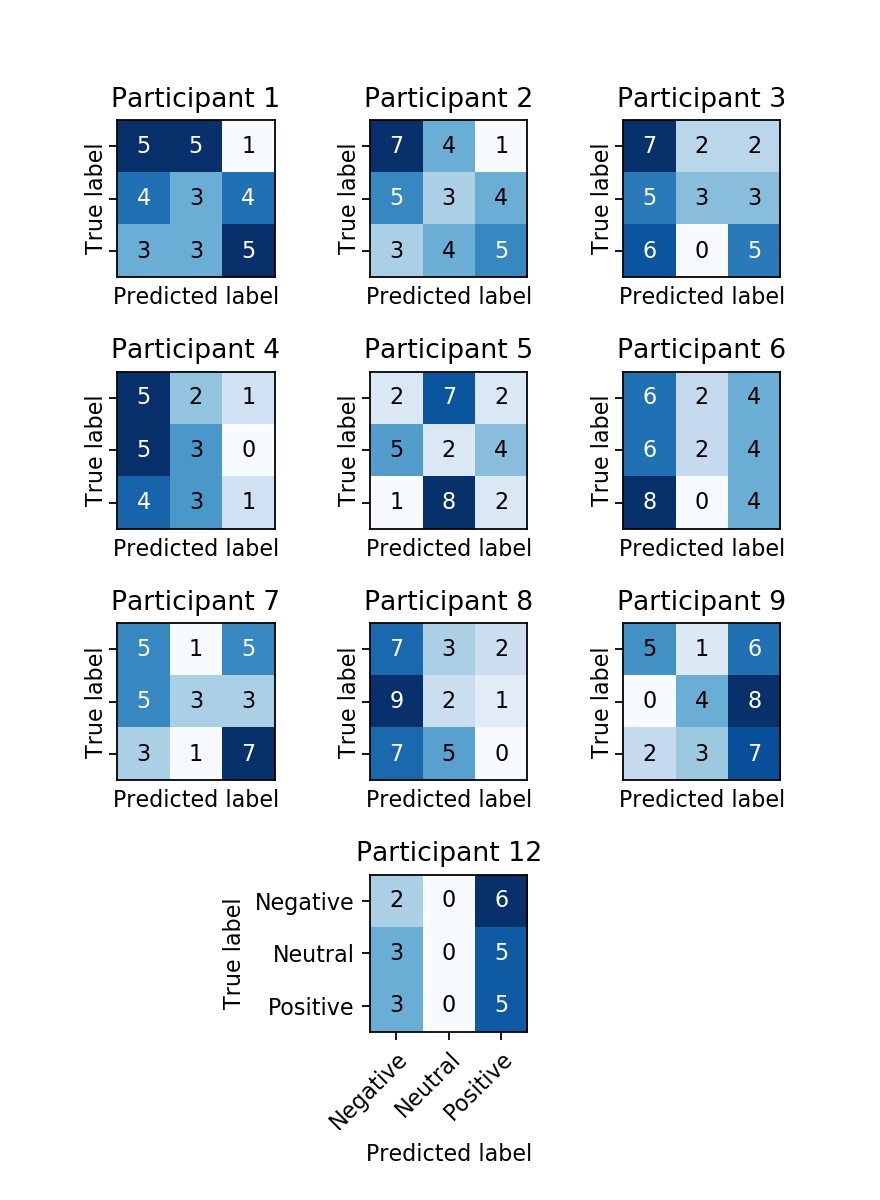 Participant 1 Participant 2 Participant 3
True label 5 5 1 True label 7 4 1 True label 7 2 2
4 3 4 5 3 4 5 3 3
3 3 5 3 4 5 6 0 5
Predicted label Predicted label Predicted label
Participant 4 Participant 5 Participant 6
True label 5 2 1 True label 2 7 2 True label 6 2 4
5 3 0 5 2 4 6 2 4
4 3 1 1 8 2 8 0 4
Predicted label Predicted label Predicted label
Participant 7 Participant 8 Participant 9
True label 5 1 5 True label 7 3 2 True label 5 1 6
5 3 3 9 2 1 0 4 8
3 1 7 7 5 0 2 3 7
Predicted label Predicted label Predicted label
Participant 12
True label
Negative 2 0 6
Neutral 3 0 5
Positive 3 0 5
Negative Neutral Positive
Predicted label